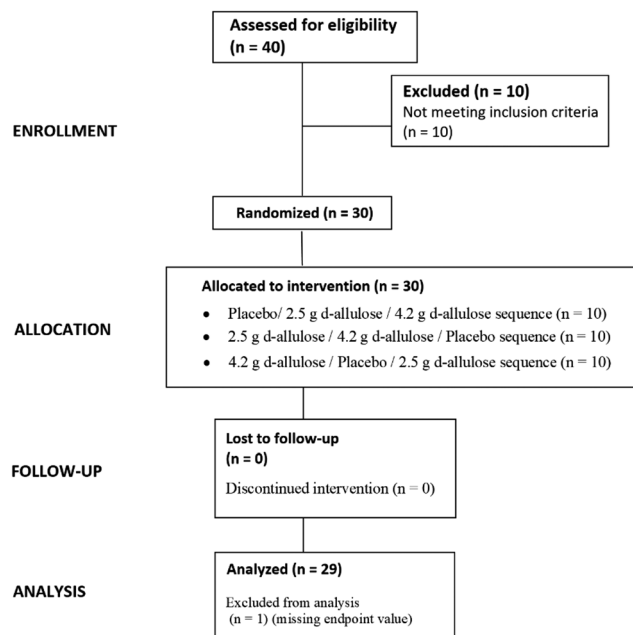 Assessed for eligibility
(n = 40)
Excluded (n = 10)
Not meeting inclusion criteria
(n = 10)
ENROLLMENT
Randomized (n = 30)
Allocated to intervention (n = 30)
• Placebo/ 2.5 g d-allulose / 4.2 g d-allulose sequence (n = 10)
• 2.5 g d-allulose / 4.2 g d-allulose / Placebo sequence (n = 10)
• 4.2 g d-allulose / Placebo / 2.5 g d-allulose sequence (n = 10)
ALLOCATION
Lost to follow-up
(n = 0)
Discontinued intervention (n = 0)
FOLLOW-UP
Analyzed (n = 29)
Excluded from analysis
(n = 1) (missing endpoint value)
ANALYSIS